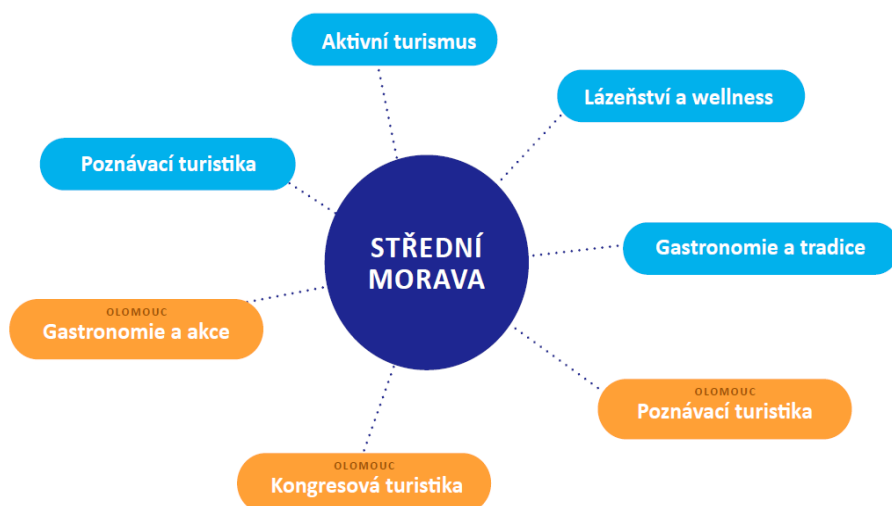 Aktivní turismus
Lázeňství a wellness
Poznávací turistika
STŘEDNÍ
MORAVA
Gastronomie a tradice
OLOMOUC
Gastronomie a akce
OLOMOUC
Poznávací turistika
OLOMOUC
Kongresová turistika